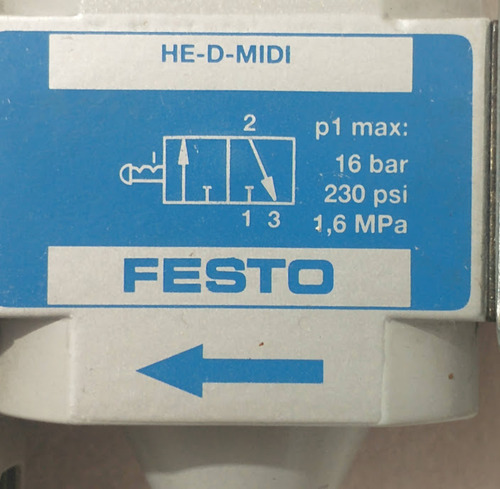 HE-D-MIDI
2
p1 max:
16 bar
230 psi
1 3
1,6 MPa
FESTO